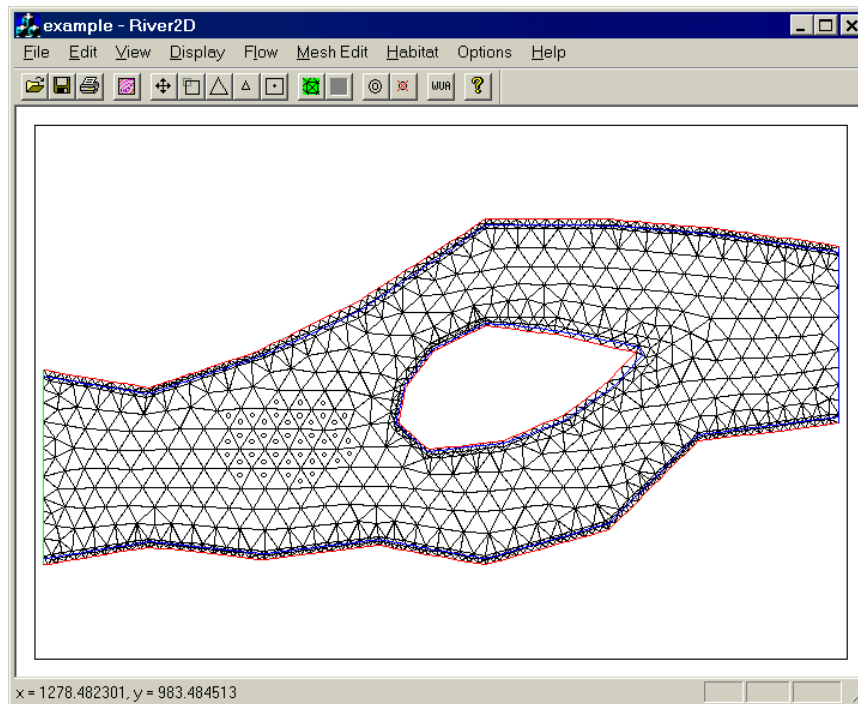 example - River2D
File Edit View Display Flow Mesh Edit Habitat Options Help
WUA ?
x = 1278.482301, y = 983.484513